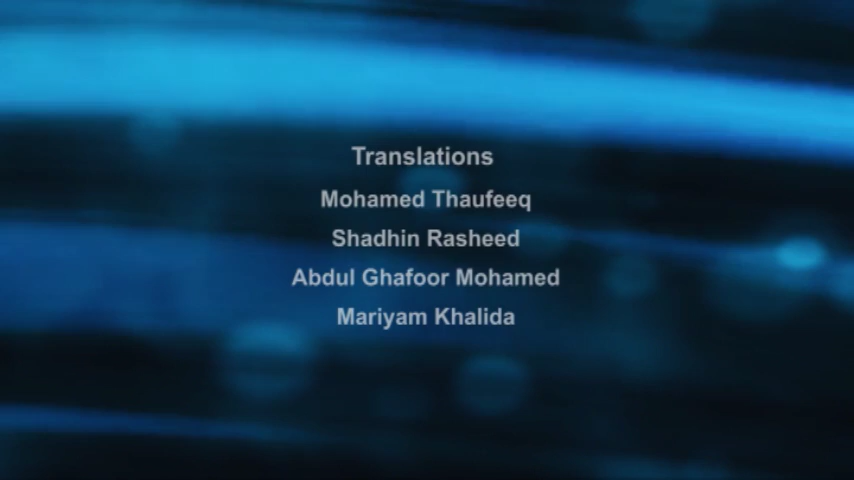 Translations
Mohamed Thaufeeq
Shadhin Rasheed
Abdul Ghafoor Mohamed
Mariyam Khalida